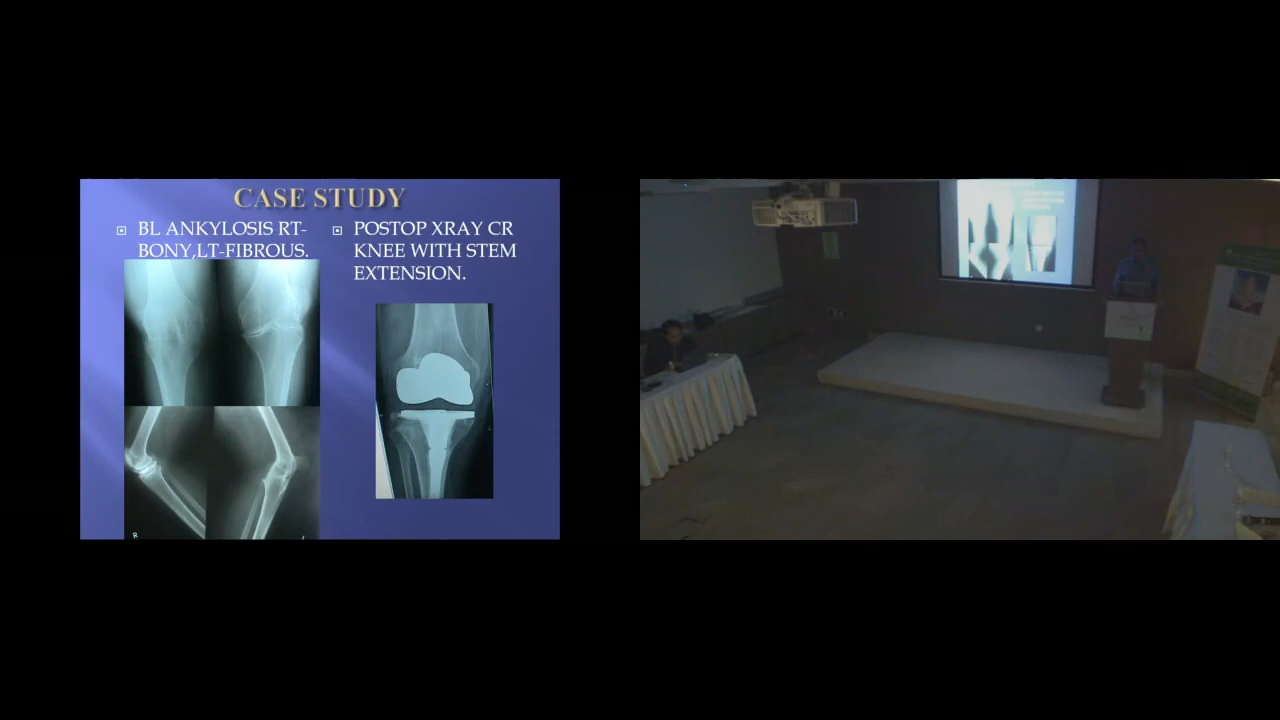 CASE STUDY
BL ANKYLOSIS RT-
BONY,LT-FIBROUS.
POSTOP XRAY CR
KNEE WITH STEM
EXTENSION.
R